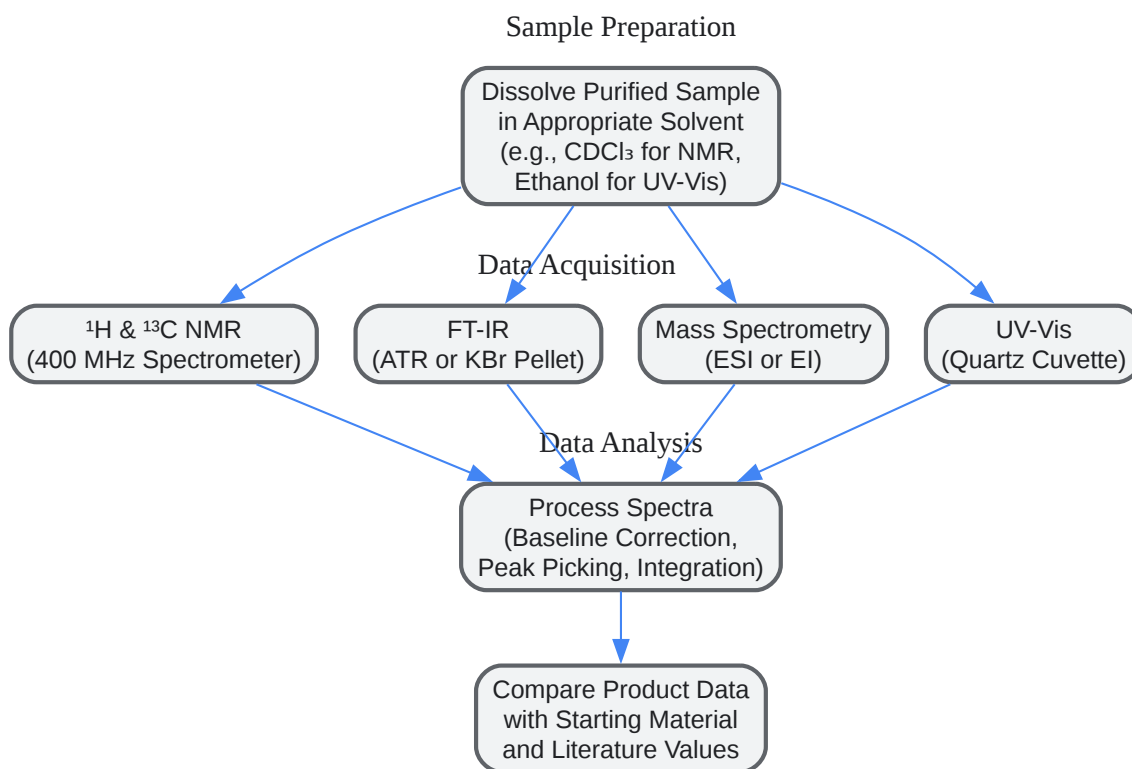 Sample Preparation
Dissolve Purified Sample
in Appropriate Solvent
(e.g., CDCl₃ for NMR,
Ethanol for UV-Vis)
Data Acquisition
¹H & ¹³C NMR
(400 MHz Spectrometer)
FT-IR
(ATR or KBr Pellet)
Mass Spectrometry
(ESI or EI)
UV-Vis
(Quartz Cuvette)
Data Analysis
Process Spectra
(Baseline Correction,
Peak Picking, Integration)
Compare Product Data
with Starting Material
and Literature Values